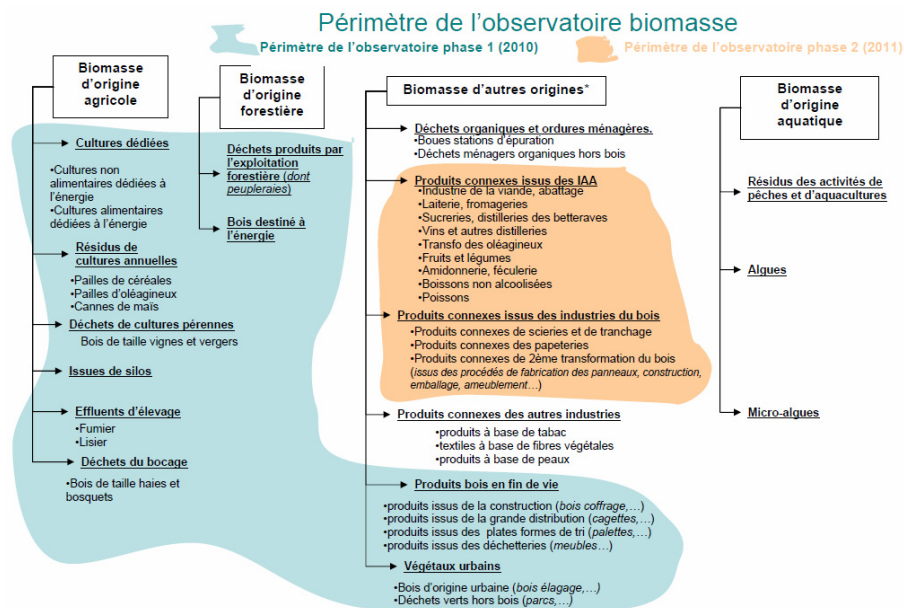 Périmètre de l'observatoire biomasse
Périmètre de l'observatoire phase 1 (2010)
Périmètre de l'observatoire phase 2 (2011)
Biomasse
d'origine
agricole
Cultures dédiées
•Cultures non
alimentaires dédiées à
l'énergie
•Cultures alimentaires
dédiées à l'énergie
Résidus de
cultures annuelles
•Pailles de céréales
•Pailles d'oléagineux
•Cannes de maïs
Déchets de cultures pérennes
Bois de taille vignes et vergers
Issues de silos
Effluents d'élevage
•Fumier
•Lisier
Déchets du bocage
•Bois de taille haies et
bosquets
Biomasse
d'origine
forestière
Déchets produits par
l'exploitation
forestière (dont
peupleraies)
Bois destiné à
l'énergie
Biomasse d'autres origines*
Déchets organiques et ordures ménagères.
•Boues stations d'épuration
•Déchets ménagers organiques hors bois
Produits connexes issus des IAA
•Industrie de la viande, abattage
•Laiterie, fromageries
•Sucreries, distilleries des betteraves
•Vins et autres distilleries
•Transfo des oléagineux
•Fruits et légumes
•Amidonnerie, féculerie
•Boissons non alcoolisées
•Poissons
Produits connexes issus des industries du bois
•Produits connexes de scieries et de tranchage
•Produits connexes des papeteries
•Produits connexes de 2ème transformation du bois
(issus des procédés de fabrication des panneaux, construction,
emballage, ameublement…)
Produits connexes des autres industries
•produits à base de tabac
•textiles à base de fibres végétales
•produits à base de peaux
Produits bois en fin de vie
•produits issus de la construction (bois coffrage,…)
•produits issus de la grande distribution (cagettes,…)
•produits issus des plates formes de tri (palettes,…)
•produits issus des déchetteries (meubles…)
Végétaux urbains
•Bois d'origine urbaine (bois élagage,…)
•Déchets verts hors bois (parcs,…)
Biomasse
d'origine
aquatique
Résidus des activités de
pêches et d'aquacultures
Algues
Micro-algues